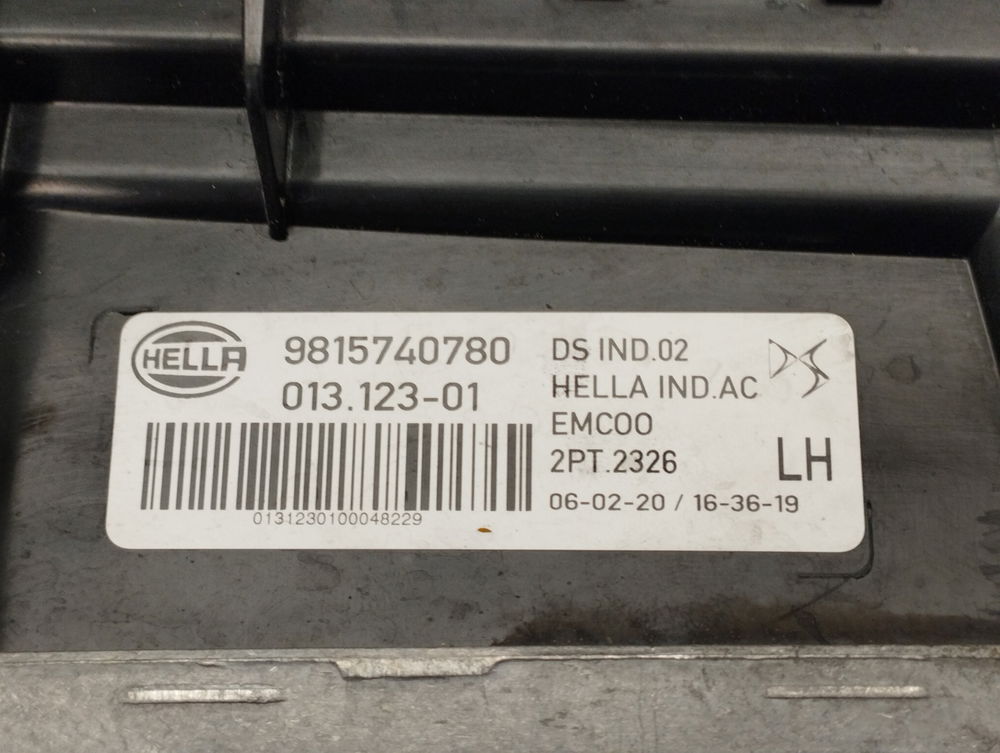 HELLA
9815740780
013.123-01
0131230100048229
DS IND.02
HELLA IND.AC
EMC00
2PT.2326
06-02-20 / 16-36-19
DS
LH